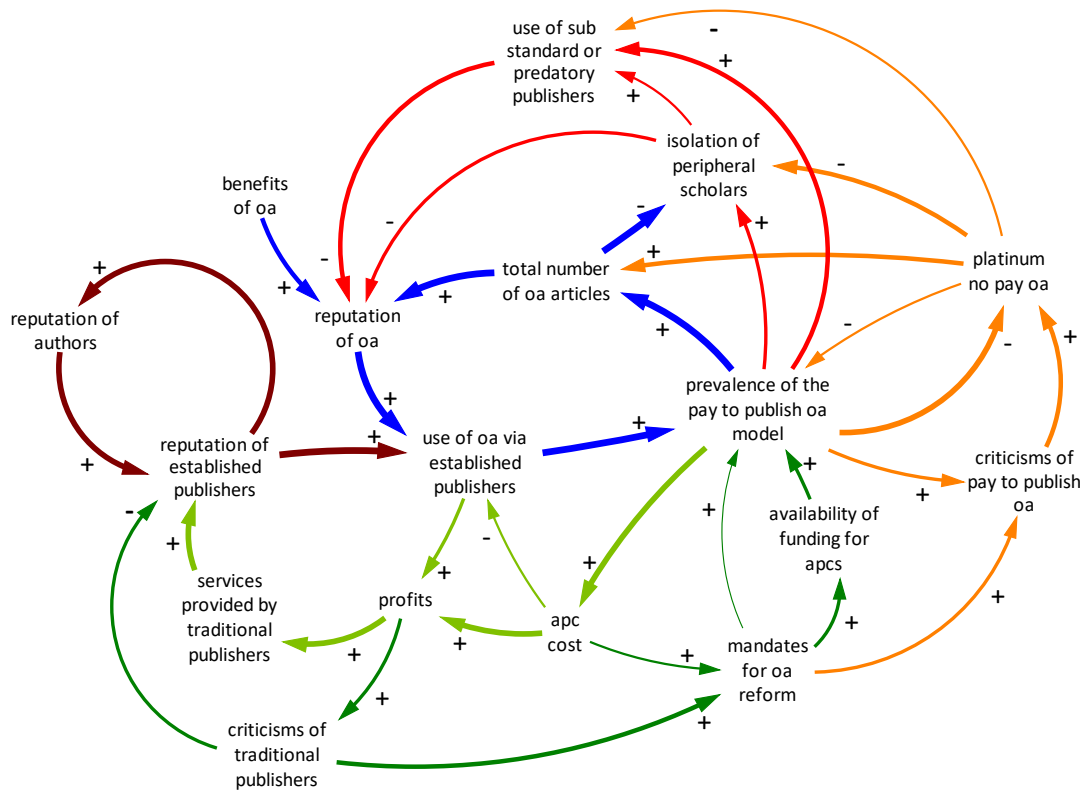 use of sub
standard or
predatory
publishers
-
+
+
isolation of
peripheral
scholars
-
benefits
of oa
-
-
+
+
+
-
total number
of oa articles
platinum
no pay oa
reputation of
authors
+
+
reputation
of oa
+
-
-
+
prevalence of the
pay to publish oa
model
+
+
+
reputation of
established
publishers
+
use of oa via
established
publishers
+
+
criticisms of
pay to publish
oa
-
+
-
+
availability of
funding for
apcs
services
provided by
traditional
publishers
+
+
profits
apc
cost
+
+
+
+
+
mandates
for oa
reform
+
+
criticisms of
traditional
publishers